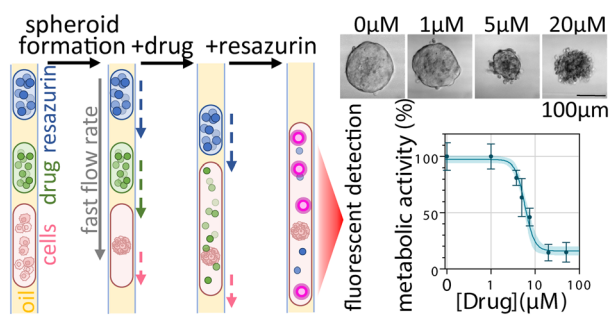 spheroid
formation +drug +resazurin
resazurin
drug
cells
oil
fast flow rate
fluorescent detection
0μM 1μM 5μM 20μM
100μm
metabolic activity (%)
100
50
0
0 1 10 100
[Drug](μM)